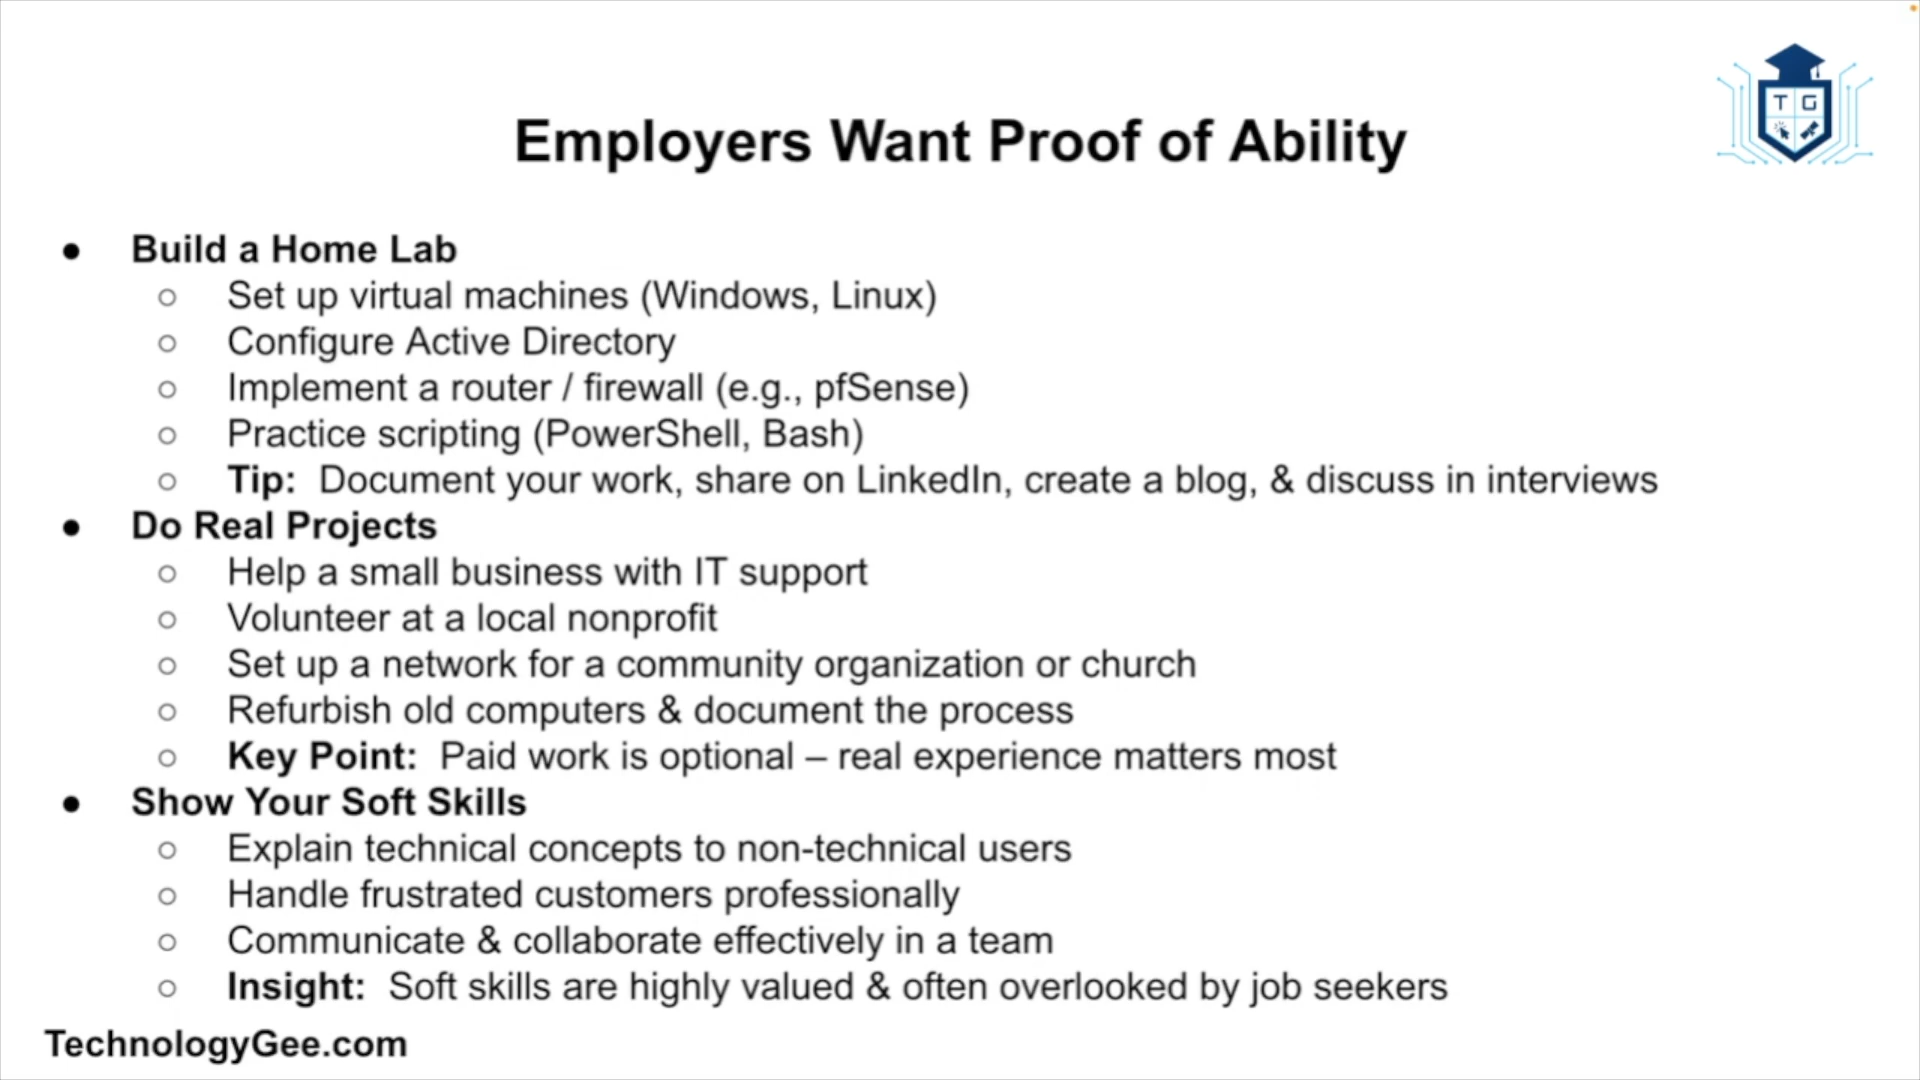 T G
Employers Want Proof of Ability
● Build a Home Lab
○ Set up virtual machines (Windows, Linux)
○ Configure Active Directory
○ Implement a router / firewall (e.g., pfSense)
○ Practice scripting (PowerShell, Bash)
○ Tip: Document your work, share on LinkedIn, create a blog, & discuss in interviews
● Do Real Projects
○ Help a small business with IT support
○ Volunteer at a local nonprofit
○ Set up a network for a community organization or church
○ Refurbish old computers & document the process
○ Key Point: Paid work is optional – real experience matters most
● Show Your Soft Skills
○ Explain technical concepts to non-technical users
○ Handle frustrated customers professionally
○ Communicate & collaborate effectively in a team
○ Insight: Soft skills are highly valued & often overlooked by job seekers
TechnologyGee.com